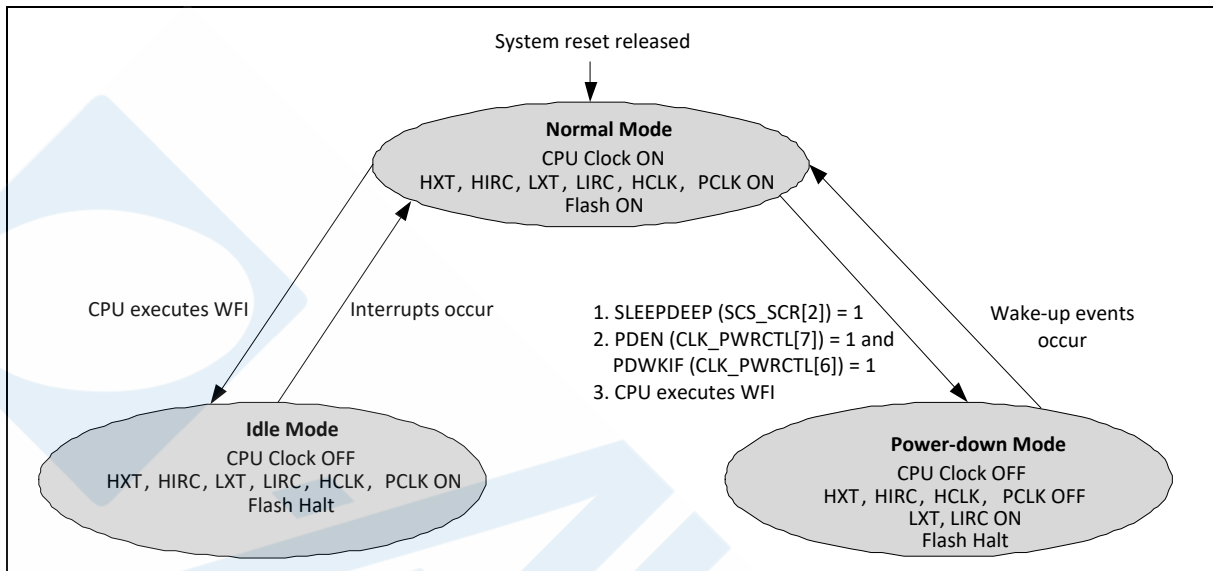 System reset released
Normal Mode
CPU Clock ON
HXT, HIRC, LXT, LIRC, HCLK, PCLK ON
Flash ON
CPU executes WFI
Interrupts occur
1. SLEEPDEEP (SCS_SCR[2]) = 1
2. PDEN (CLK_PWRCTL[7]) = 1 and
PDWKIF (CLK_PWRCTL[6]) = 1
3. CPU executes WFI
Wake-up events
occur
Idle Mode
CPU Clock OFF
HXT, HIRC, LXT, LIRC, HCLK, PCLK ON
Flash Halt
Power-down Mode
CPU Clock OFF
HXT, HIRC, HCLK, PCLK OFF
LXT, LIRC ON
Flash Halt